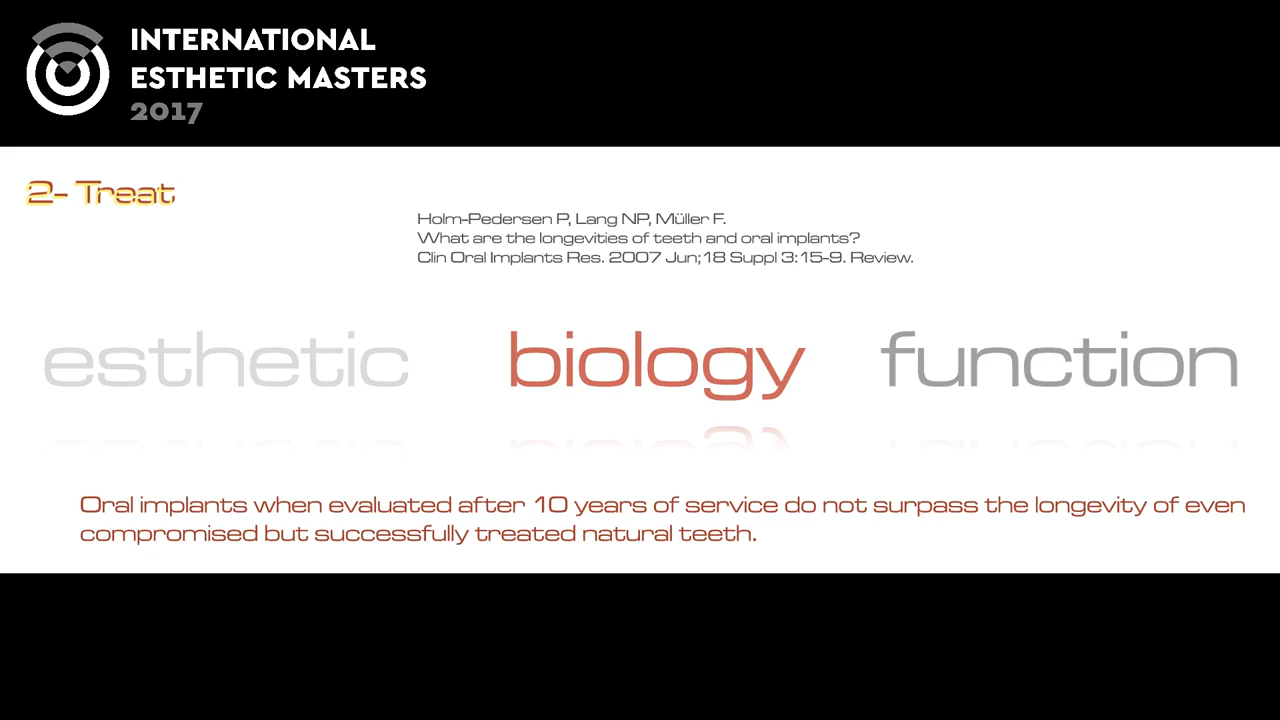 INTERNATIONAL
ESTHETIC MASTERS
2017
2- Treat
Holm-Pedersen P, Lang NP, Müller F.
What are the longevities of teeth and oral implants?
Clin Oral Implants Res. 2007 Jun;18 Suppl 3:15-9. Review.
esthetic biology function
Oral implants when evaluated after 10 years of service do not surpass the longevity of even
compromised but successfully treated natural teeth.